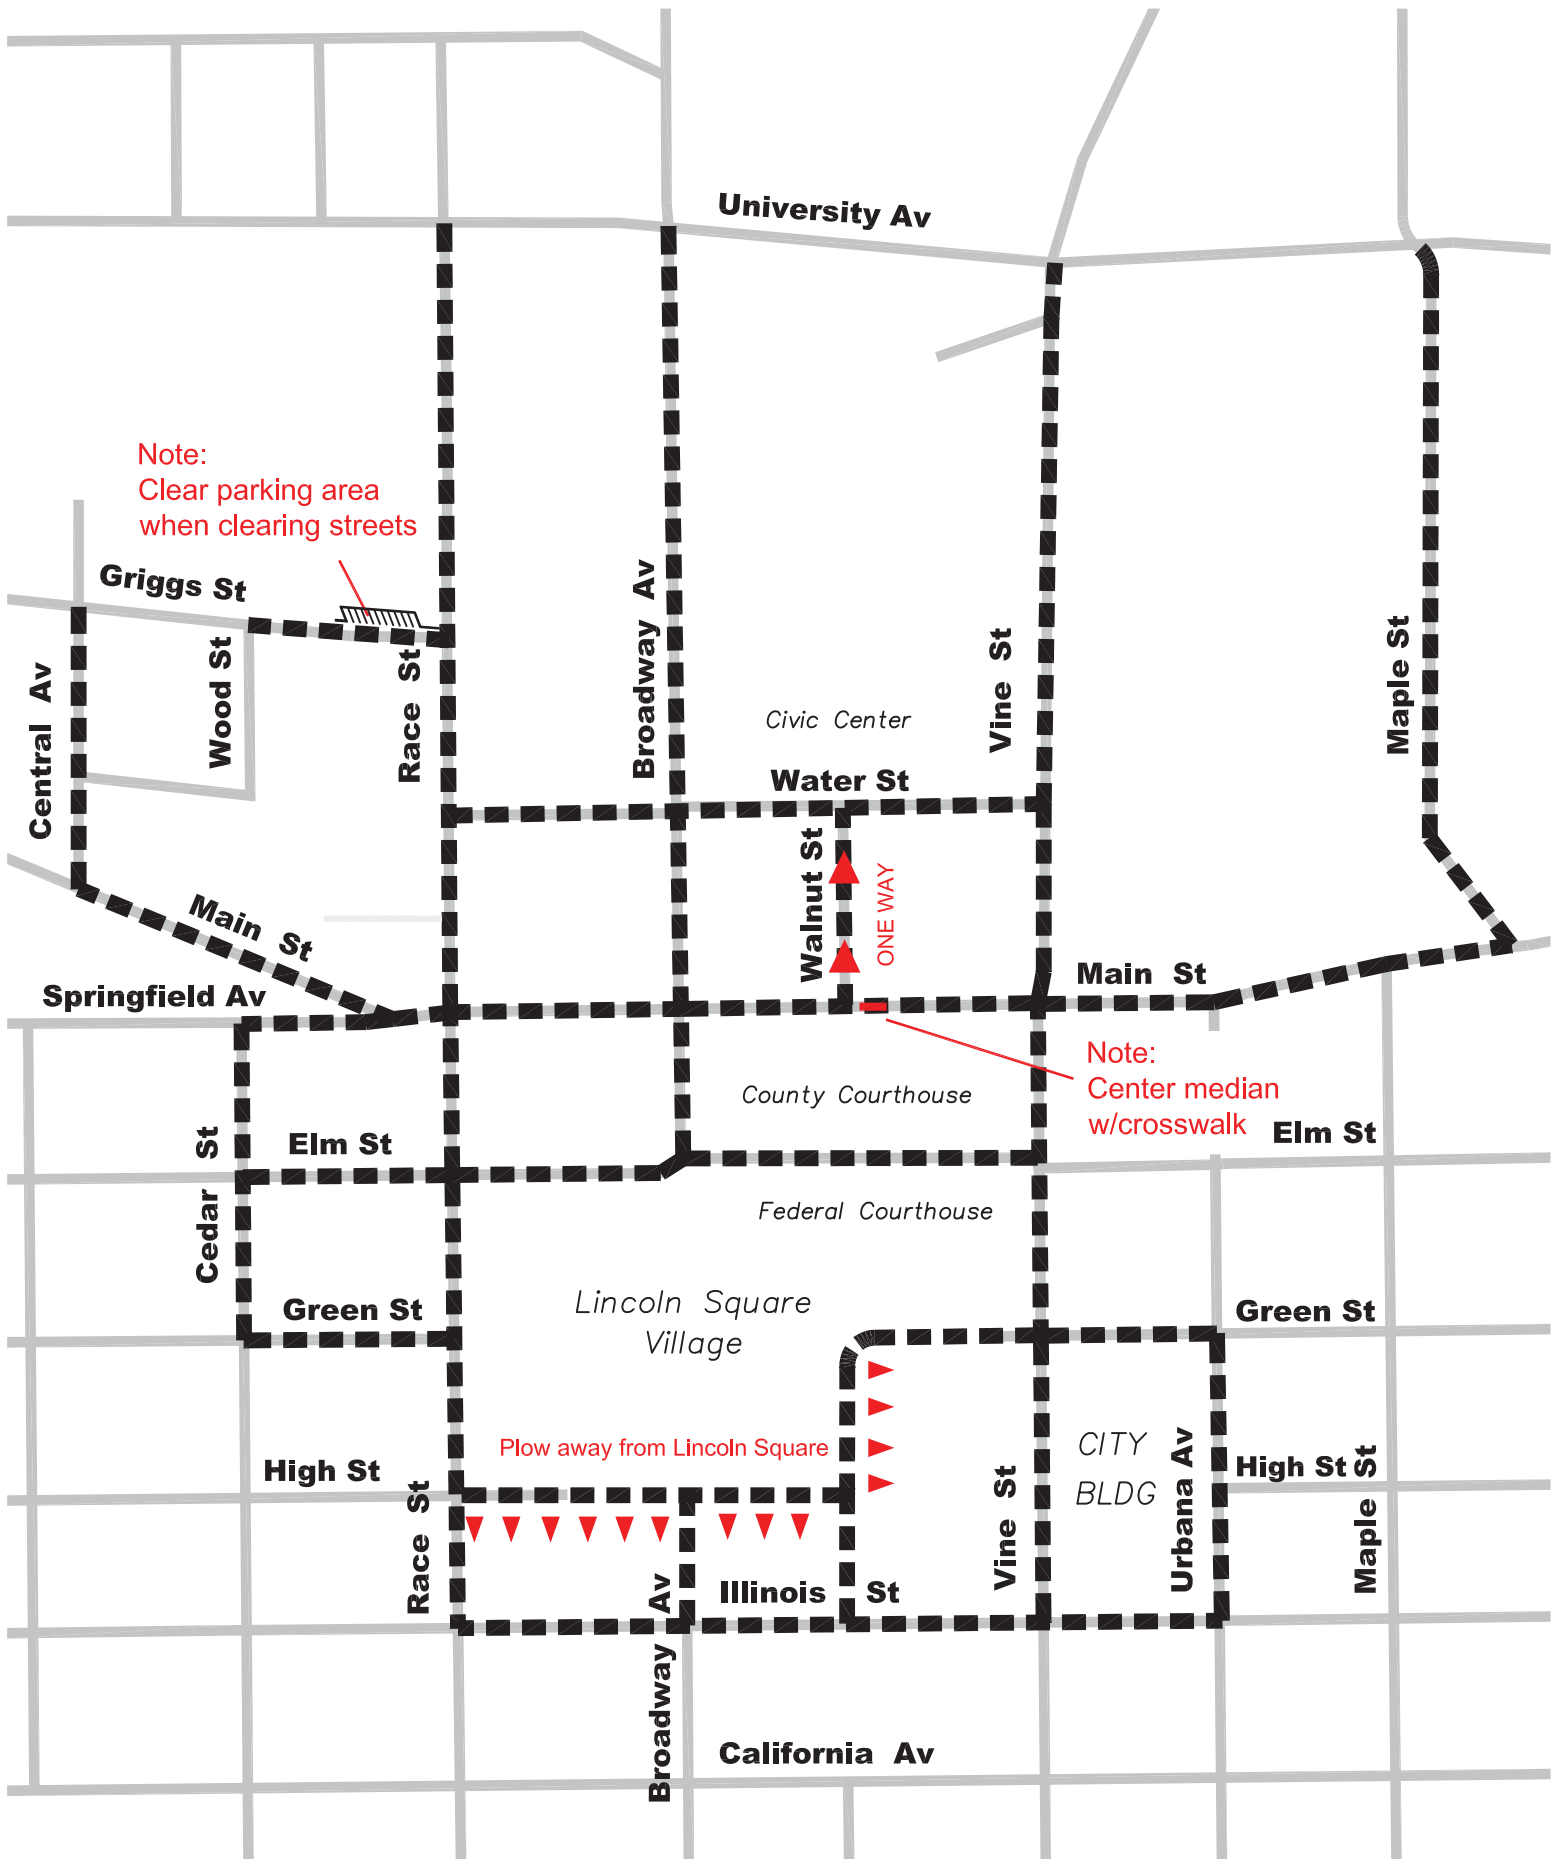 University Av
Note:
Clear parking area
when clearing streets
Griggs St
Central Av
Wood St
Race St
Broadway Av
Vine St
Maple St
Civic Center
Water St
Walnut St
ONE WAY
Main St
Springfield Av
Main St
Note:
Center median
w/crosswalk
County Courthouse
Elm St
Elm St
Cedar St
Federal Courthouse
Green St
Lincoln Square
Village
Green St
Plow away from Lincoln Square
CITY
BLDG
High St
High St
Race St
Vine St
Urbana Av
Maple St
Illinois St
Broadway Av
California Av